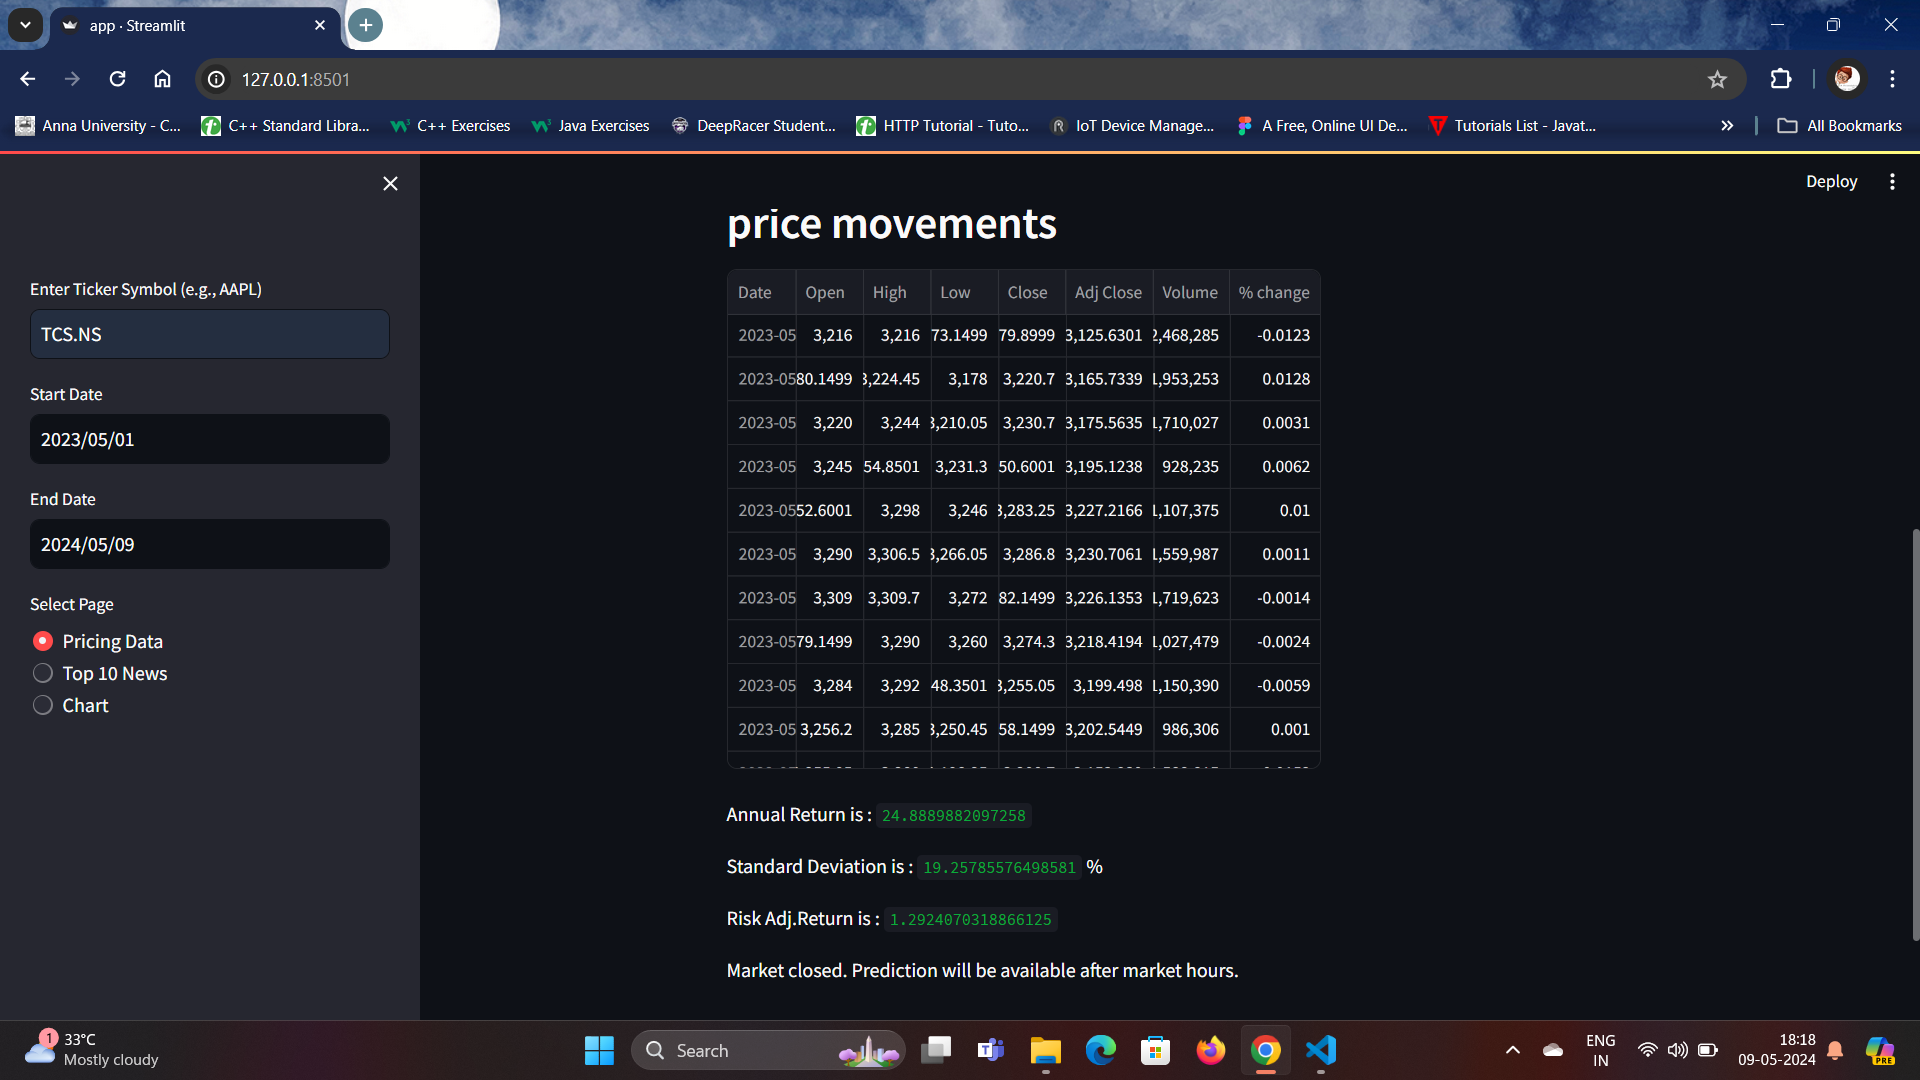 app · Streamlit
127.0.0.1:8501
Anna University - C... C++ Standard Libra... C++ Exercises Java Exercises DeepRacer Student... HTTP Tutorial - Tuto... IoT Device Manage... A Free, Online UI De... Tutorials List - Javat... All Bookmarks
Deploy
Enter Ticker Symbol (e.g., AAPL)
TCS.NS
Start Date
2023/05/01
End Date
2024/05/09
Select Page
Pricing Data
Top 10 News
Chart
price movements
Date Open High Low Close Adj Close Volume % change
2023-05 3,216 3,216 73.1499 79.8999 3,125.6301 2,468,285 -0.0123
2023-05 80.1499 3,224.45 3,178 3,220.7 3,165.7339 1,953,253 0.0128
2023-05 3,220 3,244 3,210.05 3,230.7 3,175.5635 1,710,027 0.0031
2023-05 3,245 54.8501 3,231.3 50.6001 3,195.1238 928,235 0.0062
2023-05 52.6001 3,298 3,246 3,283.25 3,227.2166 1,107,375 0.01
2023-05 3,290 3,306.5 3,266.05 3,286.8 3,230.7061 1,559,987 0.0011
2023-05 3,309 3,309.7 3,272 82.1499 3,226.1353 1,719,623 -0.0014
2023-05 79.1499 3,290 3,260 3,274.3 3,218.4194 1,027,479 -0.0024
2023-05 3,284 3,292 48.3501 3,255.05 3,199.498 1,150,390 -0.0059
2023-05 3,256.2 3,285 3,250.45 58.1499 3,202.5449 986,306 0.001
Annual Return is : 24.8889882097258
Standard Deviation is : 19.25785576498581 %
Risk Adj.Return is : 1.2924070318866125
Market closed. Prediction will be available after market hours.
1
33°C
Mostly cloudy
Search
ENG
IN
18:18
09-05-2024
PRE